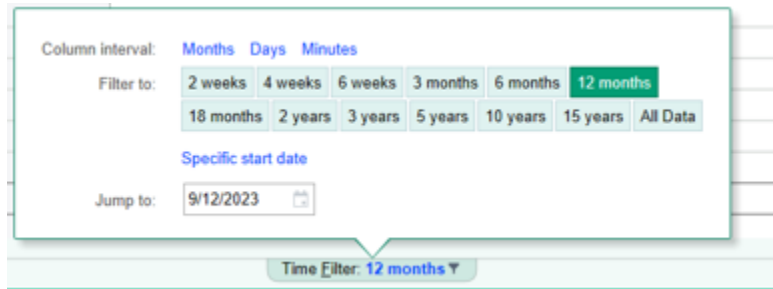 Column interval: Months Days Minutes
Filter to: 2 weeks 4 weeks 6 weeks 3 months 6 months 12 months
18 months 2 years 3 years 5 years 10 years 15 years All Data
Specific start date
Jump to: 9/12/2023
Time Filter: 12 months